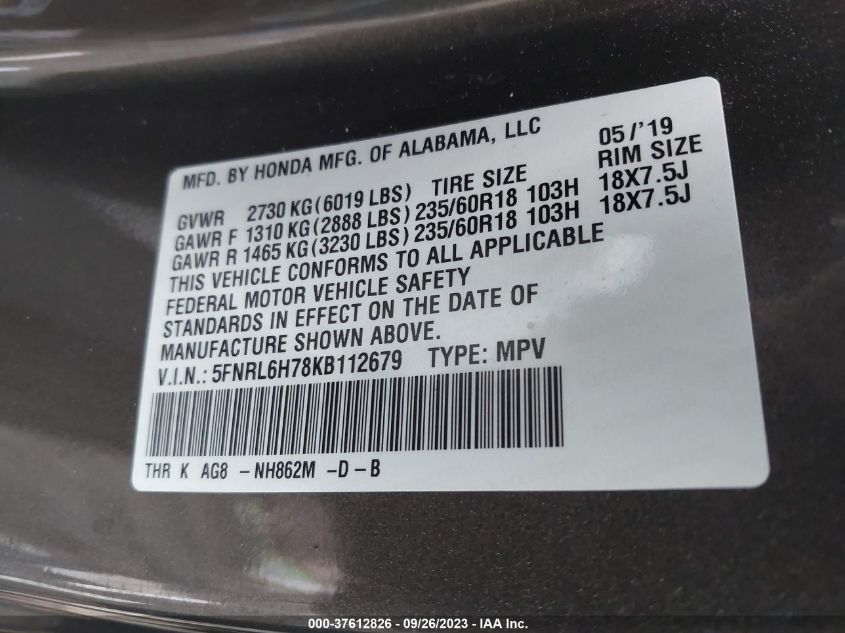 MFD. BY HONDA MFG. OF ALABAMA, LLC 05/'19
GVWR 2730 KG(6019 LBS) TIRE SIZE RIM SIZE
GAWR F 1310 KG(2888 LBS) 235/60R18 103H 18X7.5J
GAWR R 1465 KG(3230 LBS) 235/60R18 103H 18X7.5J
THIS VEHICLE CONFORMS TO ALL APPLICABLE
FEDERAL MOTOR VEHICLE SAFETY
STANDARDS IN EFFECT ON THE DATE OF
MANUFACTURE SHOWN ABOVE.
V.I.N.: 5FNRL6H78KB112679 TYPE: MPV
THR K AG8 -NH862M -D-B
000-37612826 - 09/26/2023 - IAA Inc.